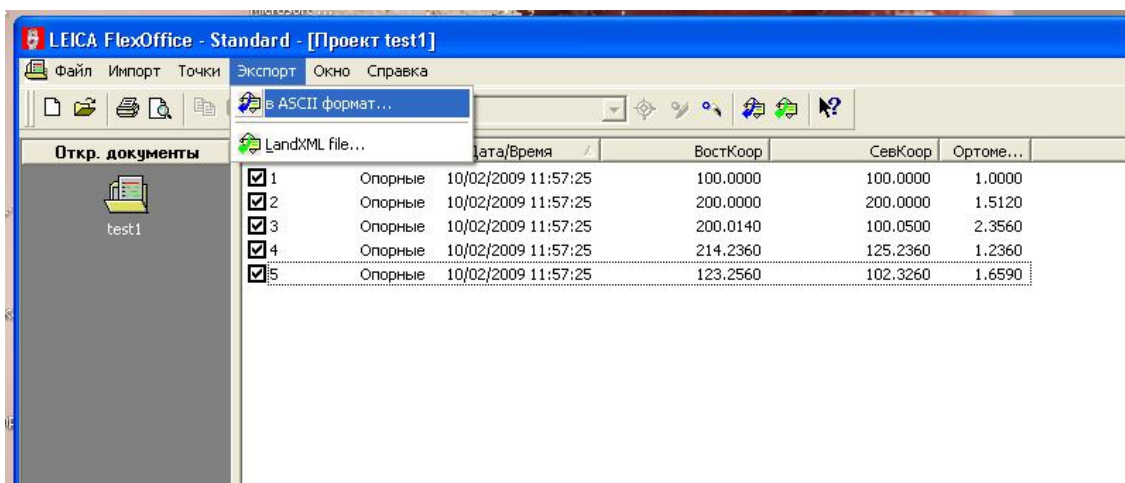 LEICA FlexOffice - Standard - [Проект test1]
Файл Импорт Точки Экспорт Окно Справка
в ASCII формат...
LandXML file...
Откр. документы
Дата/Время ВостКоор СевКоор Ортоме...
1 Опорные 10/02/2009 11:57:25 100.0000 100.0000 1.0000
2 Опорные 10/02/2009 11:57:25 200.0000 200.0000 1.5120
test1
3 Опорные 10/02/2009 11:57:25 200.0140 100.0500 2.3560
4 Опорные 10/02/2009 11:57:25 214.2360 125.2360 1.2360
5 Опорные 10/02/2009 11:57:25 123.2560 102.3260 1.6590